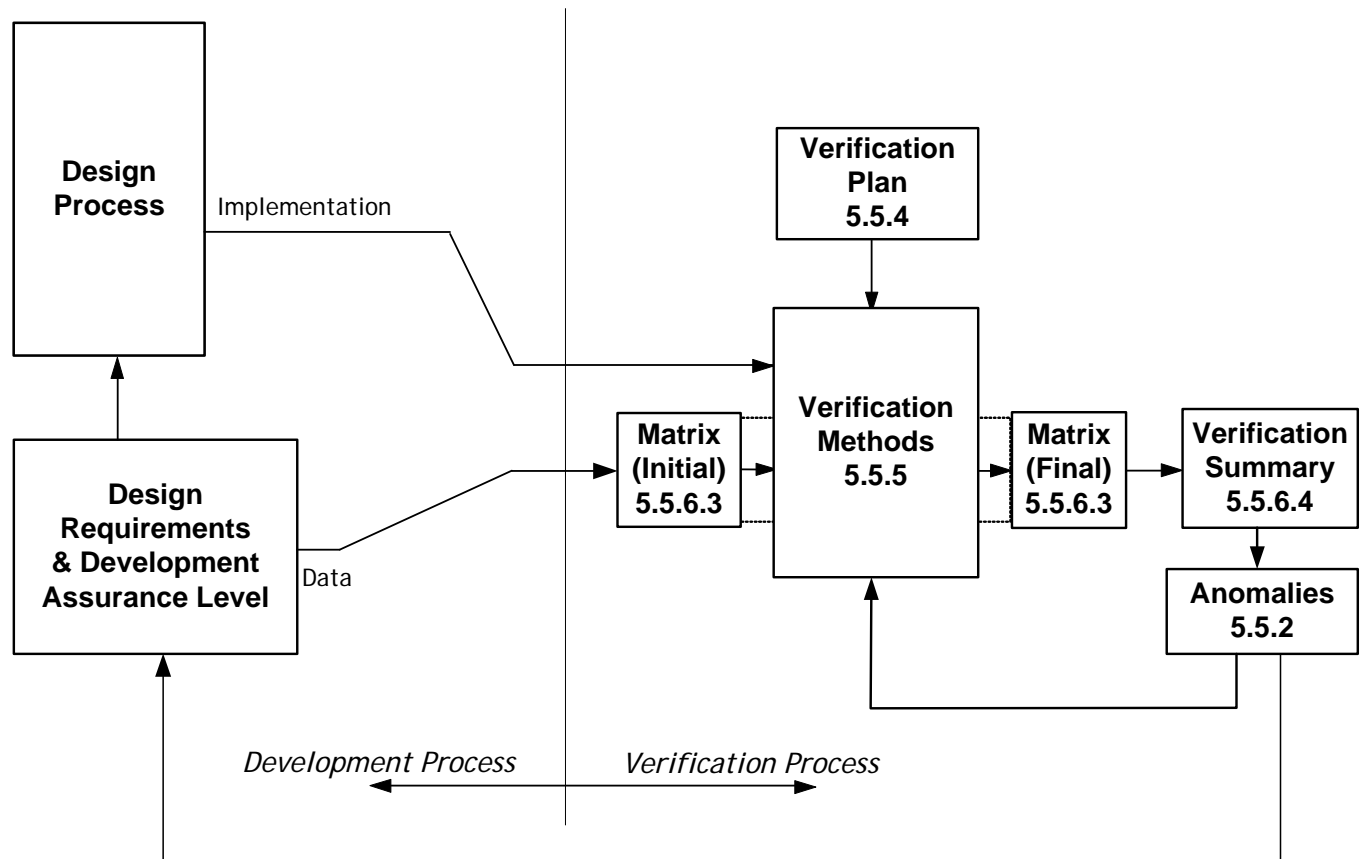 Design
Process
Implementation
Verification
Plan
5.5.4
Design
Requirements
& Development
Assurance Level
Data
Matrix
(Initial)
5.5.6.3
Verification
Methods
5.5.5
Matrix
(Final)
5.5.6.3
Verification
Summary
5.5.6.4
Anomalies
5.5.2
Development Process
Verification Process